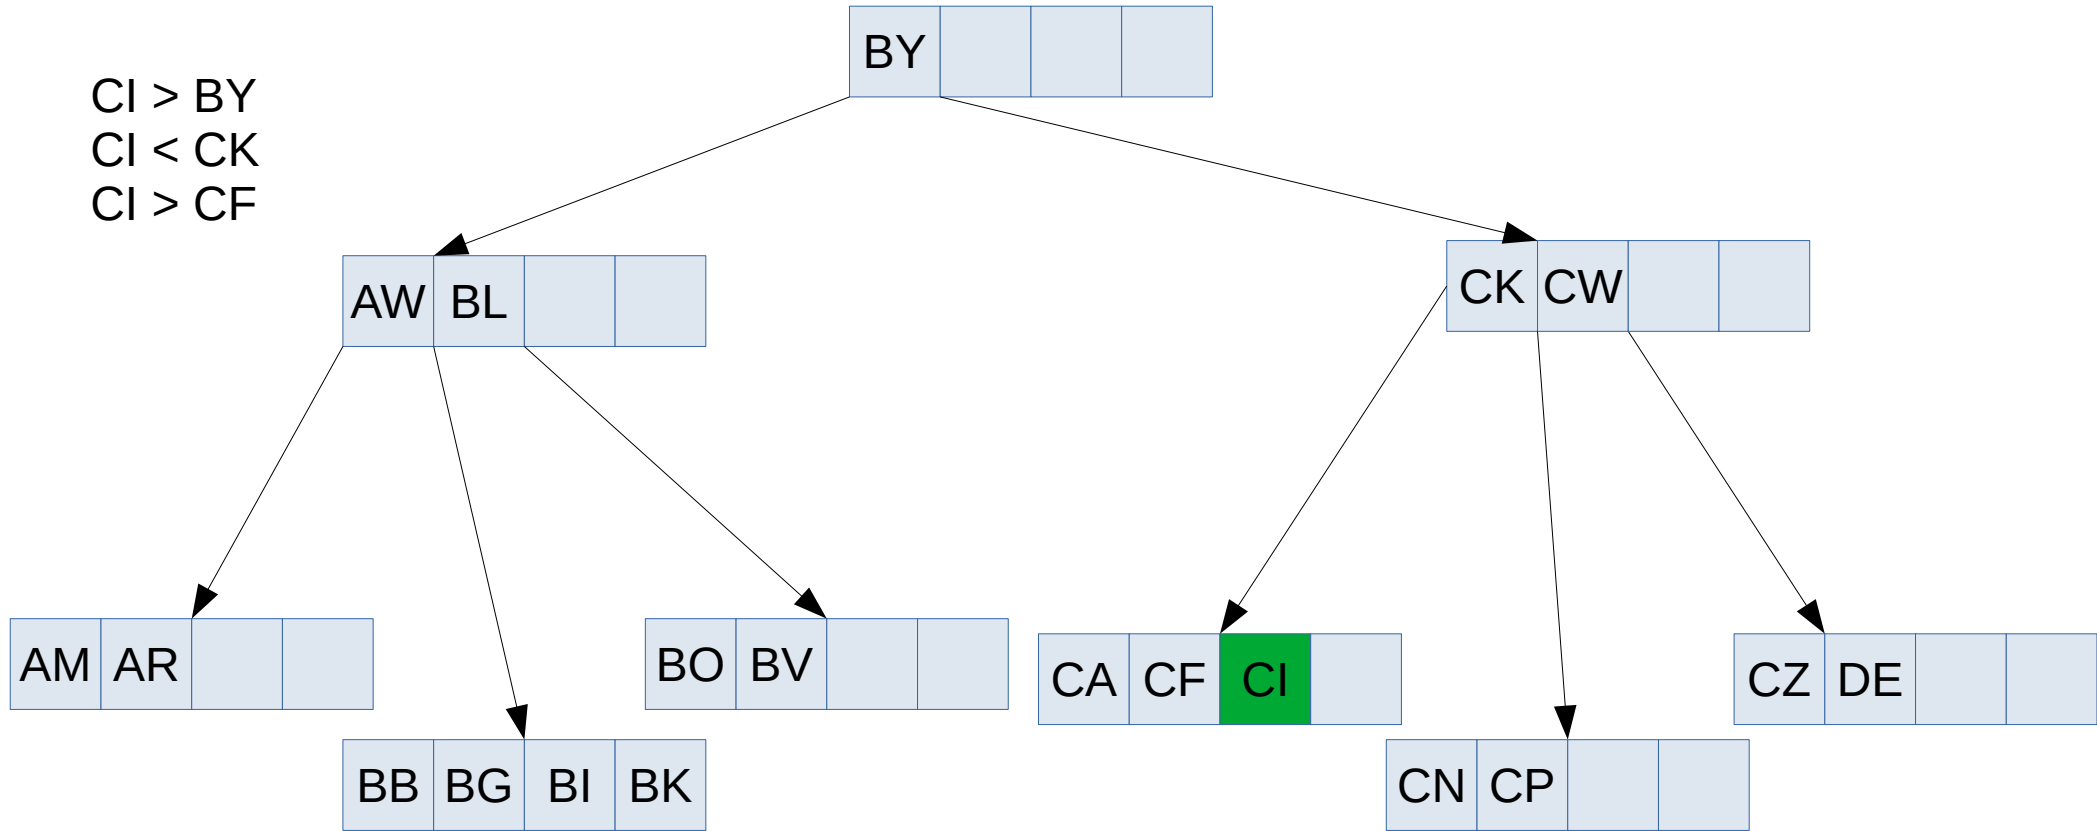 BY
CI > BY
CI < CK
CI > CF
AW BL
CK CW
AM AR
BO BV
CA CF CI
CZ DE
BB BG BI BK
CN CP